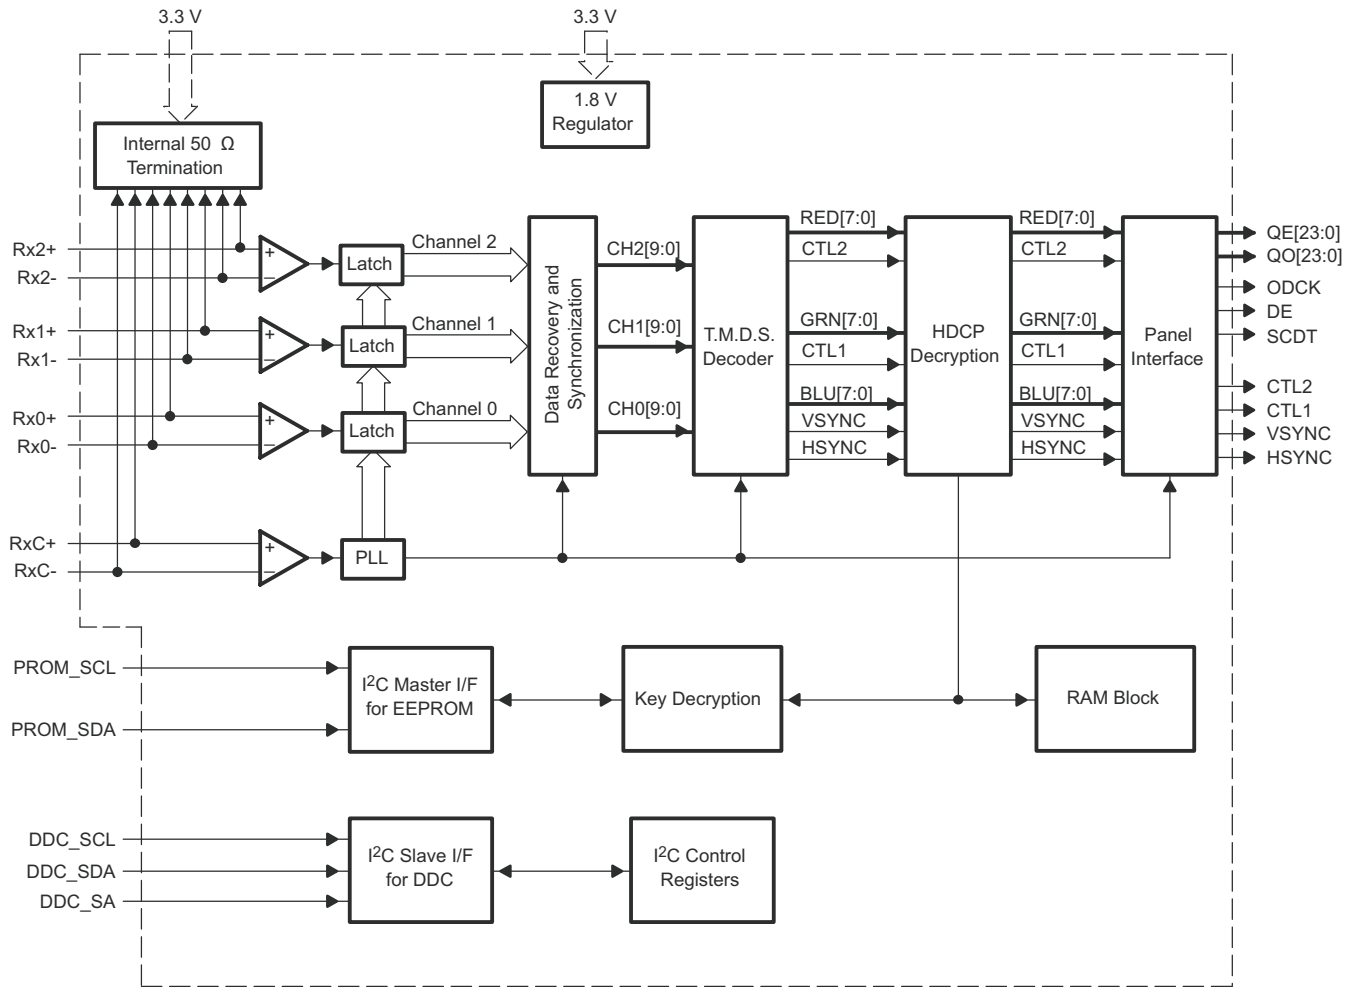 3.3 V
3.3 V
1.8 V
Regulator
Internal 50 Ω
Termination
Rx2+
Rx2-
Rx1+
Rx1-
Rx0+
Rx0-
RxC+
RxC-
+
−
+
−
+
−
+
−
Latch
Latch
Latch
PLL
Channel 2
Channel 1
Channel 0
Data Recovery and
Synchronization
CH2[9:0]
CH1[9:0]
CH0[9:0]
T.M.D.S.
Decoder
RED[7:0]
CTL2
GRN[7:0]
CTL1
BLU[7:0]
VSYNC
HSYNC
HDCP
Decryption
RED[7:0]
CTL2
GRN[7:0]
CTL1
BLU[7:0]
VSYNC
HSYNC
Panel
Interface
QE[23:0]
QO[23:0]
ODCK
DE
SCDT
CTL2
CTL1
VSYNC
HSYNC
PROM_SCL
PROM_SDA
I2C Master I/F
for EEPROM
Key Decryption
RAM Block
DDC_SCL
DDC_SDA
DDC_SA
I2C Slave I/F
for DDC
I2C Control
Registers